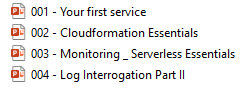 001 - Your first service
002 - Cloudformation Essentials
003 - Monitoring _ Serverless Essentials
004 - Log Interrogation Part II